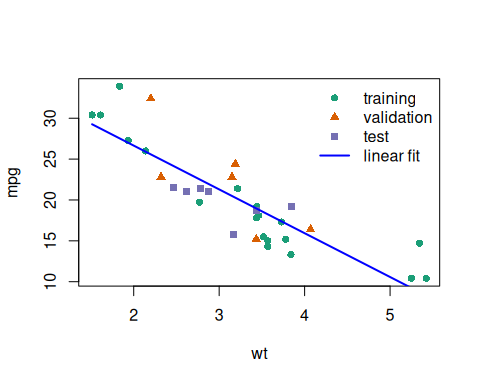 training
validation
test
linear fit
mpg
30
25
20
15
10
2 3 4 5
wt